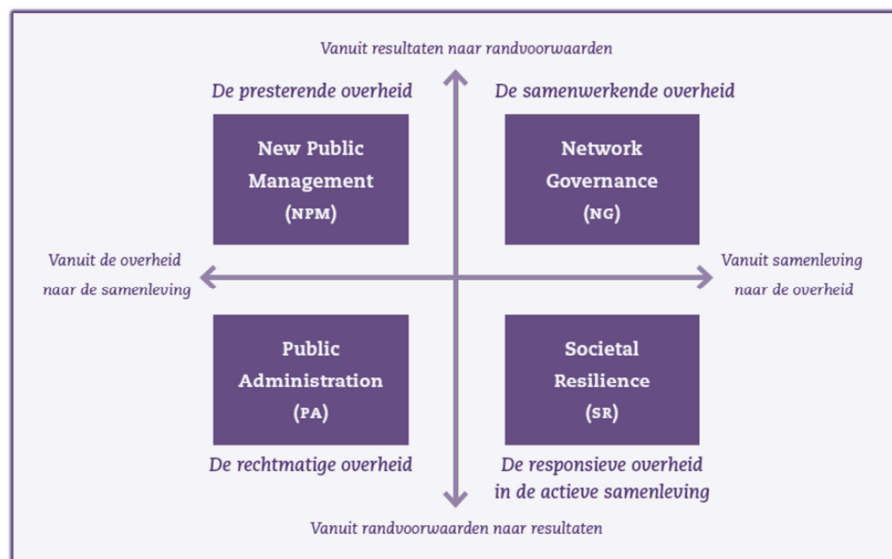 Vanuit resultaten naar randvoorwaarden
De presterende overheid
De samenwerkende overheid
New Public
Management
(NPM)
Network
Governance
(NG)
Vanuit de overheid
naar de samenleving
Vanuit samenleving
naar de overheid
Public
Administration
(PA)
Societal
Resilience
(SR)
De rechtmatige overheid
De responsieve overheid
in de actieve samenleving
Vanuit randvoorwaarden naar resultaten